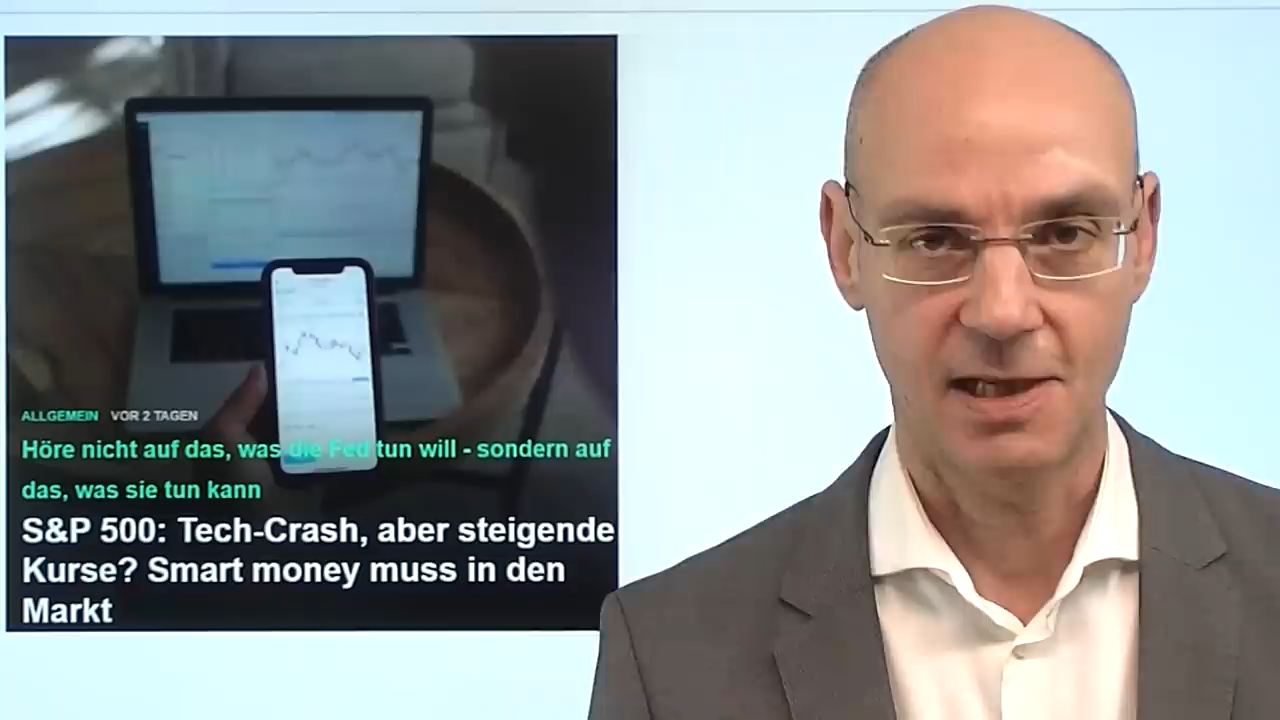 ALLGEMEIN VOR 2 TAGEN
Höre nicht auf das, was die Fed tun will - sondern auf
das, was sie tun kann
S&P 500: Tech-Crash, aber steigende
Kurse? Smart money muss in den
Markt